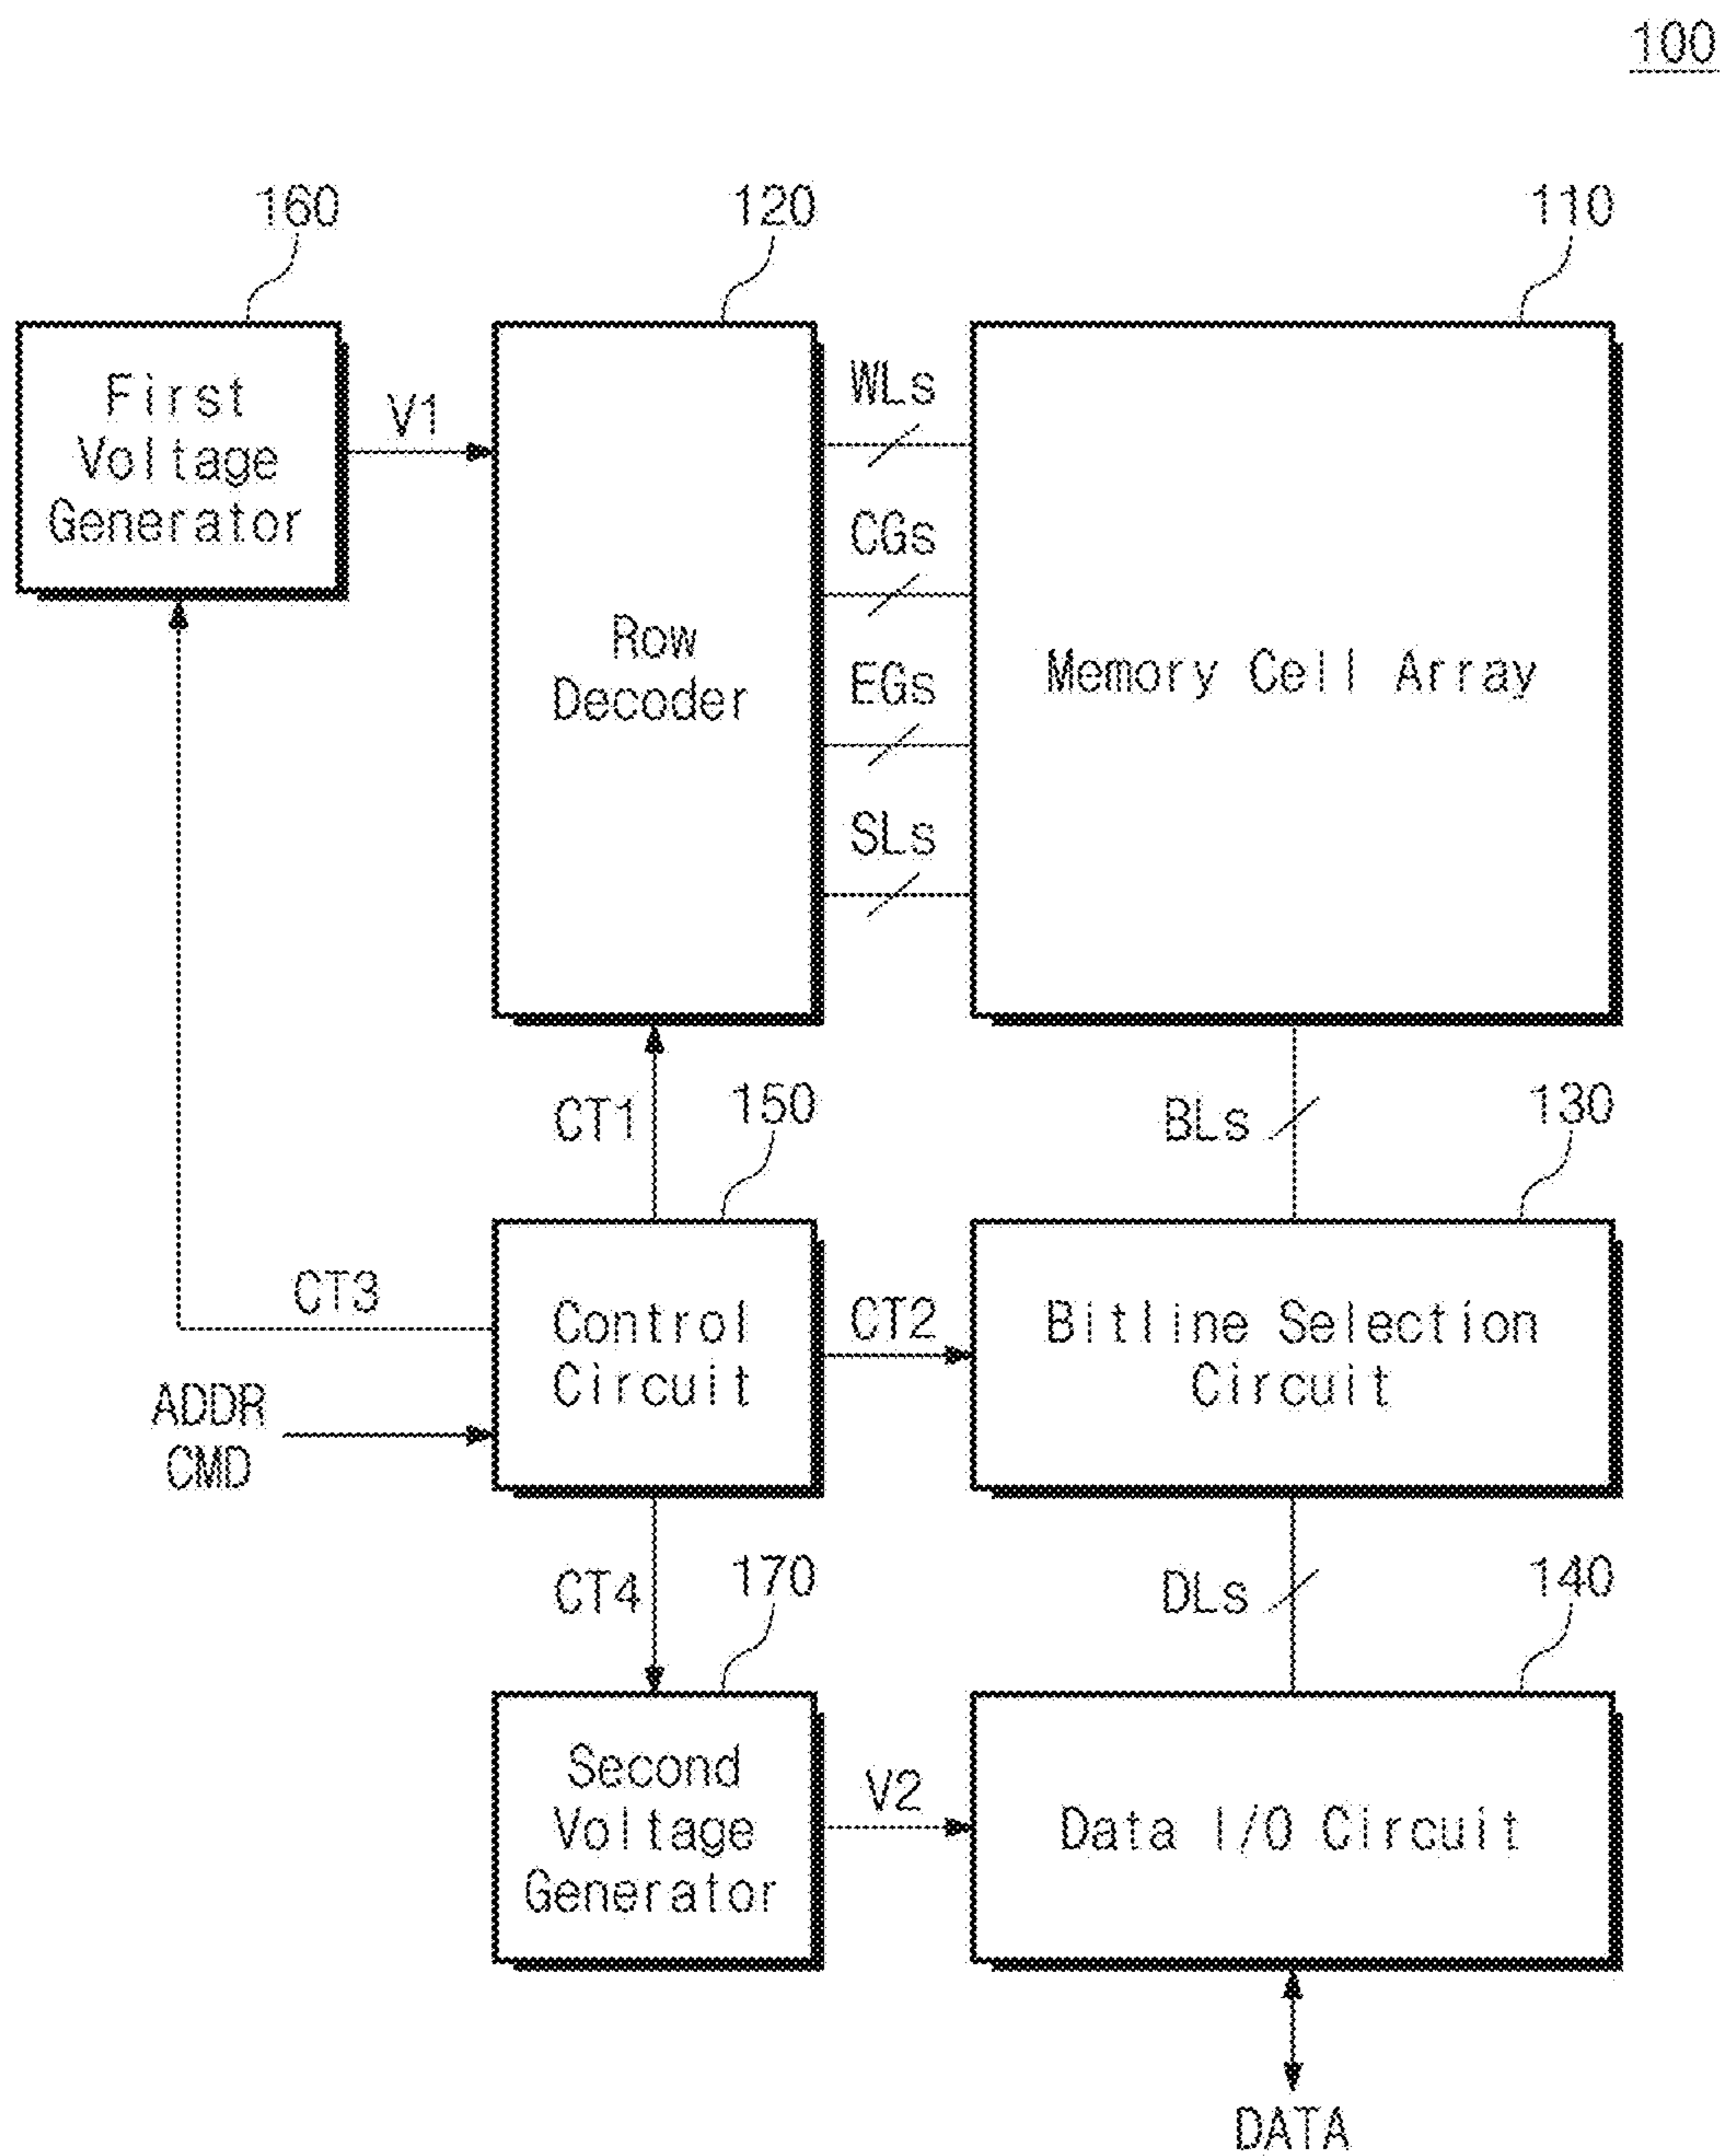 100
160
120
110
First
Voltage
Generator
V1
Row
Decoder
WLs
CGs
EGs
SLs
Memory Cell Array
CT1
150
BLs
130
CT3
Control
Circuit
CT2
Bitline Selection
Circuit
ADDR
CMD
CT4
170
DLs
140
Second
Voltage
Generator
V2
Data I/O Circuit
DATA